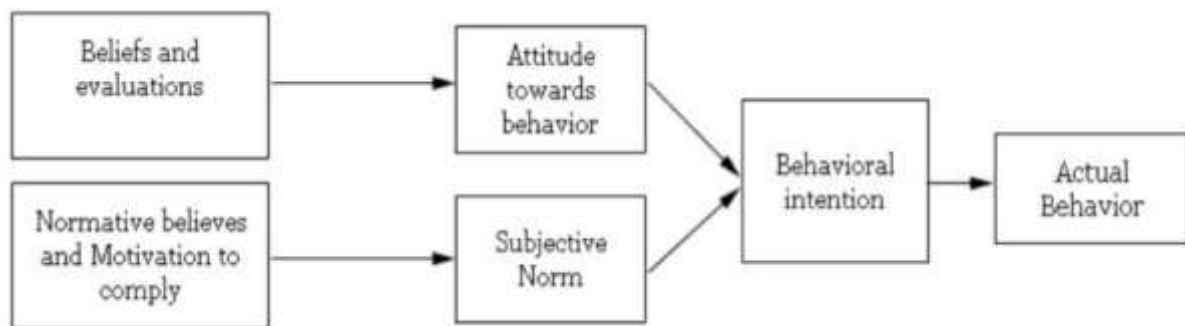 Beliefs and
evaluations
Attitude
towards
behavior
Normative believes
and Motivation to
comply
Subjective
Norm
Behavioral
intention
Actual
Behavior